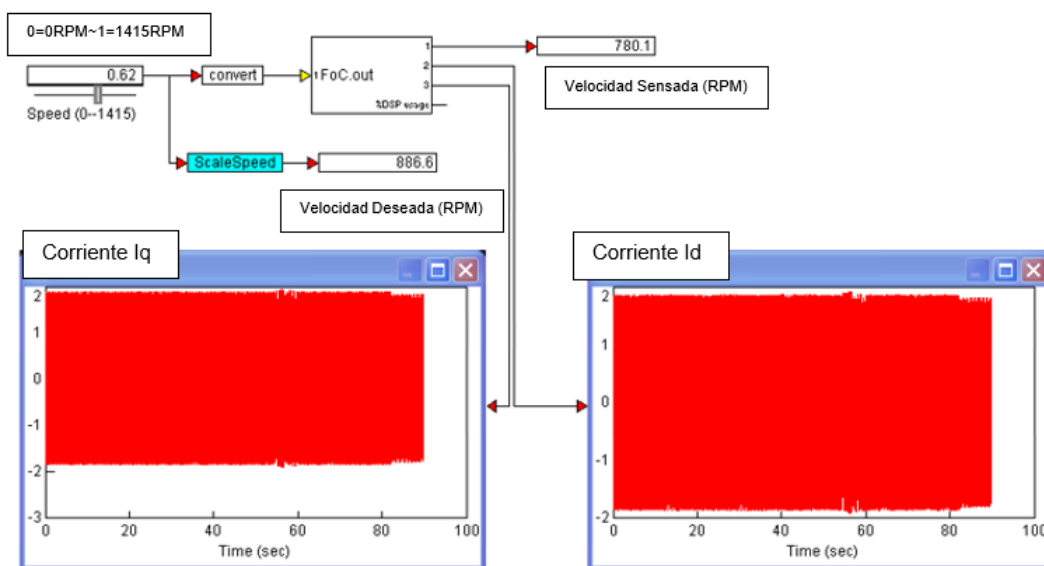 0=0RPM~1=1415RPM
0.62
Speed (0--1415)
convert
1 FoC.out
1
2
3
%DSP usage
780.1
Velocidad Sensada (RPM)
ScaleSpeed
886.6
Velocidad Deseada (RPM)
Corriente Iq
2
1
0
-1
-2
-3
0 20 40 60 80 100
Time (sec)
Corriente Id
2
1
0
-1
-2
0 20 40 60 80 100
Time (sec)